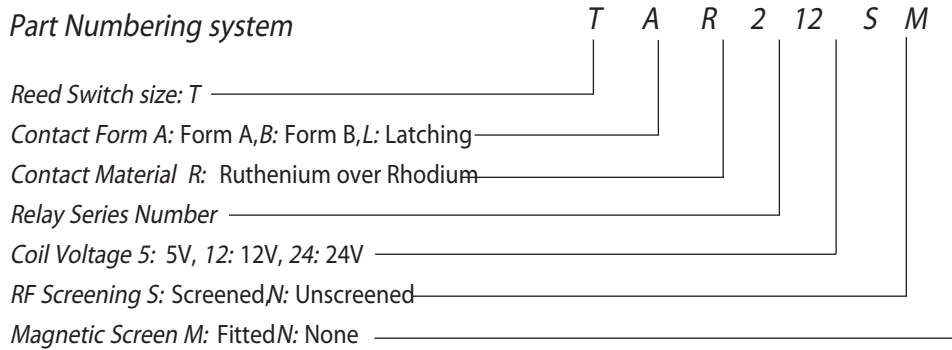 Part Numbering system T A R 2 12 S M
Reed Switch size: T
Contact Form A: Form A,B: Form B,L: Latching
Contact Material R: Ruthenium over Rhodium
Relay Series Number
Coil Voltage 5: 5V, 12: 12V, 24: 24V
RF Screening S: Screened,N: Unscreened
Magnetic Screen M: FittedN: None